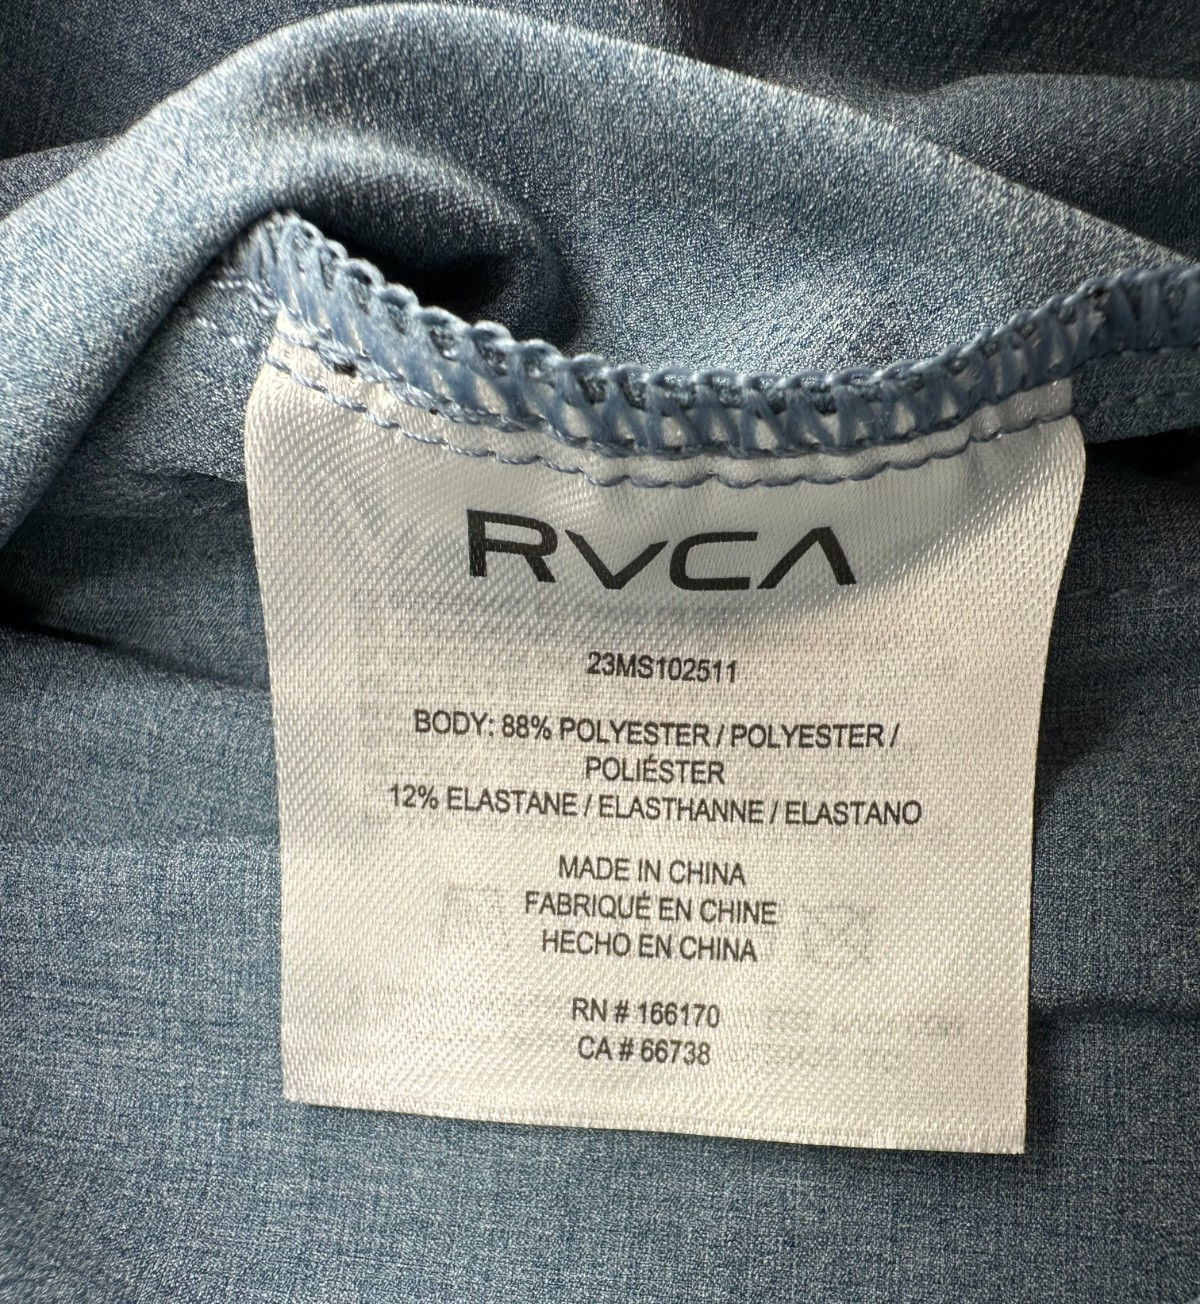 RVCA
23MS102511
BODY: 88% POLYESTER / POLYESTER /
POLIÉSTER
12% ELASTANE / ELASTHANNE / ELASTANO
MADE IN CHINA
FABRIQUÉ EN CHINE
HECHO EN CHINA
RN # 166170
CA # 66738